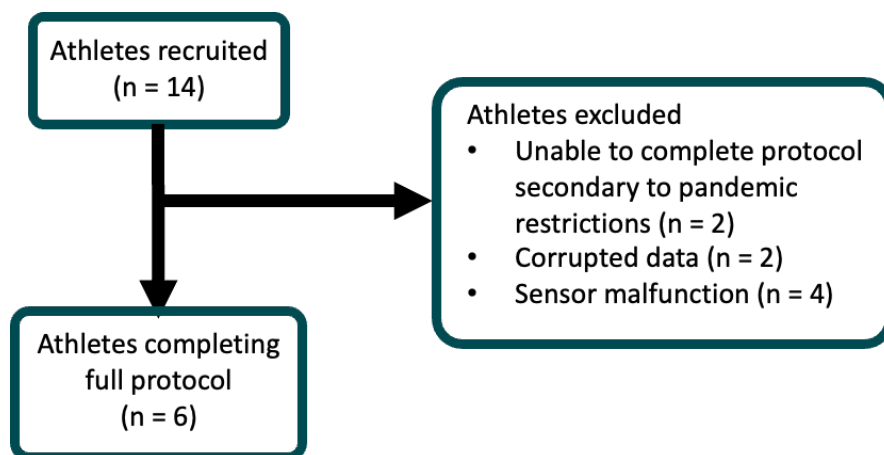 Athletes recruited
(n = 14)
Athletes excluded
• Unable to complete protocol
secondary to pandemic
restrictions (n = 2)
• Corrupted data (n = 2)
• Sensor malfunction (n = 4)
Athletes completing
full protocol
(n = 6)